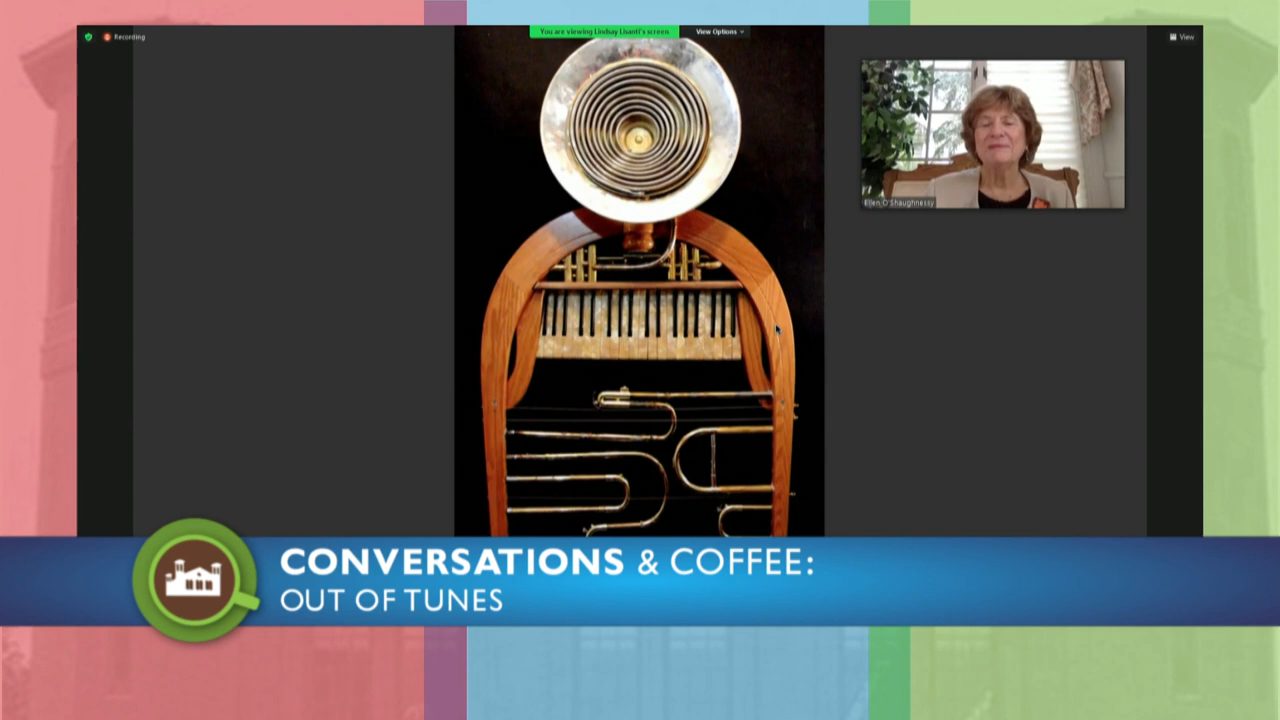 Recording
You are viewing Lindsay Lisanti's screen
View Options
View
Ellen O'Shaughnessy
CONVERSATIONS & COFFEE:
OUT OF TUNES